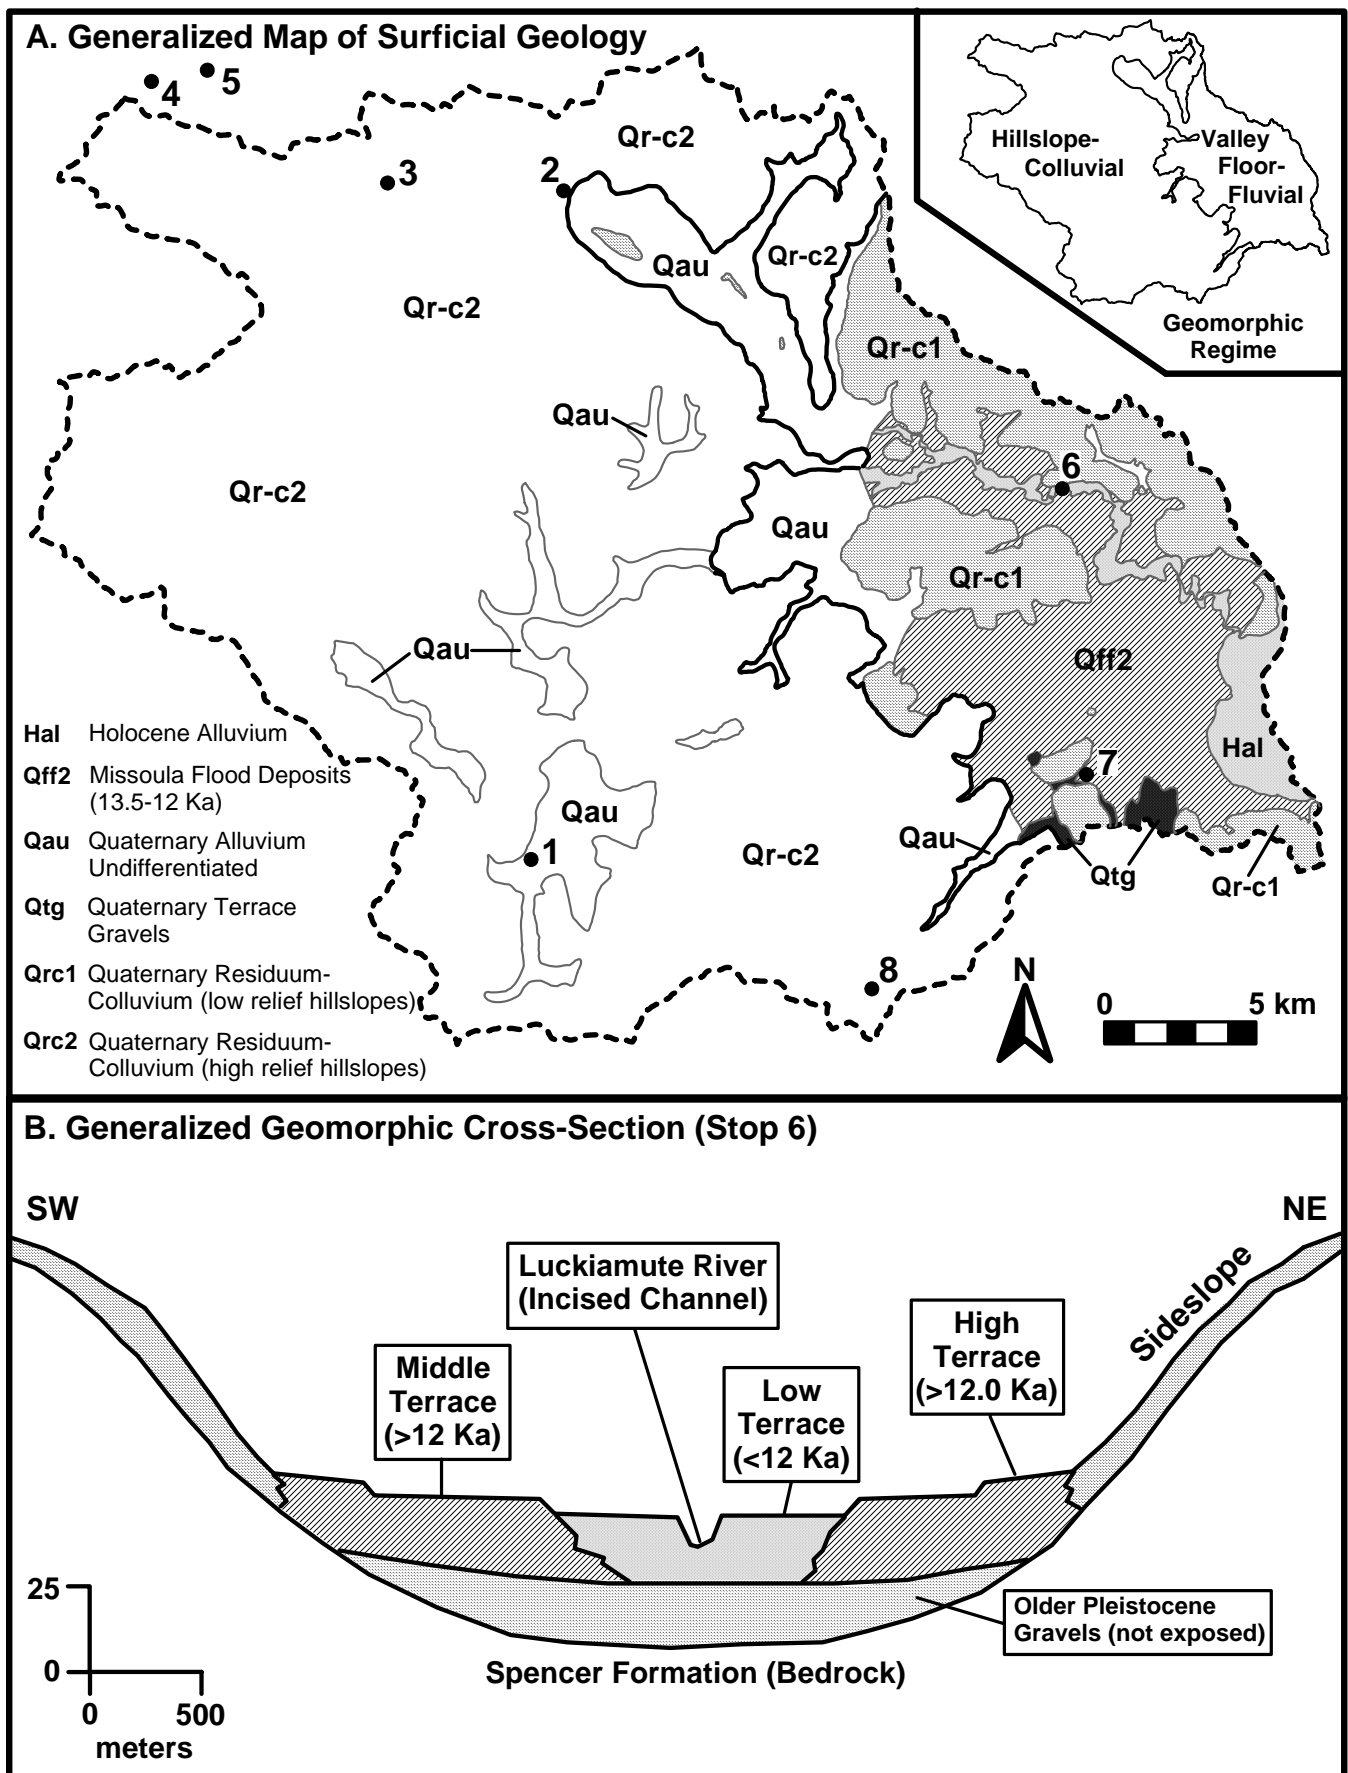 A. Generalized Map of Surficial Geology
4
5
3
2
Qr-c2
Qau
Qr-c2
Qr-c2
Qr-c1
Hillslope-
Colluvial
Valley
Floor-
Fluvial
Geomorphic
Regime
Qau
6
Qr-c2
Qau
Qr-c1
Qau
Qff2
Hal
7
Qau
1
Qr-c2
Qau
Qtg
Qr-c1
8
Hal Holocene Alluvium
Qff2 Missoula Flood Deposits
(13.5-12 Ka)
Qau Quaternary Alluvium
Undifferentiated
Qtg Quaternary Terrace
Gravels
Qrc1 Quaternary Residuum-
Colluvium (low relief hillslopes)
Qrc2 Quaternary Residuum-
Colluvium (high relief hillslopes)
N
0 5 km
B. Generalized Geomorphic Cross-Section (Stop 6)
SW
NE
Luckiamute River
(Incised Channel)
Sideslope
High
Terrace
(>12.0 Ka)
Middle
Terrace
(>12 Ka)
Low
Terrace
(<12 Ka)
Older Pleistocene
Gravels (not exposed)
Spencer Formation (Bedrock)
25
0
0 500
meters